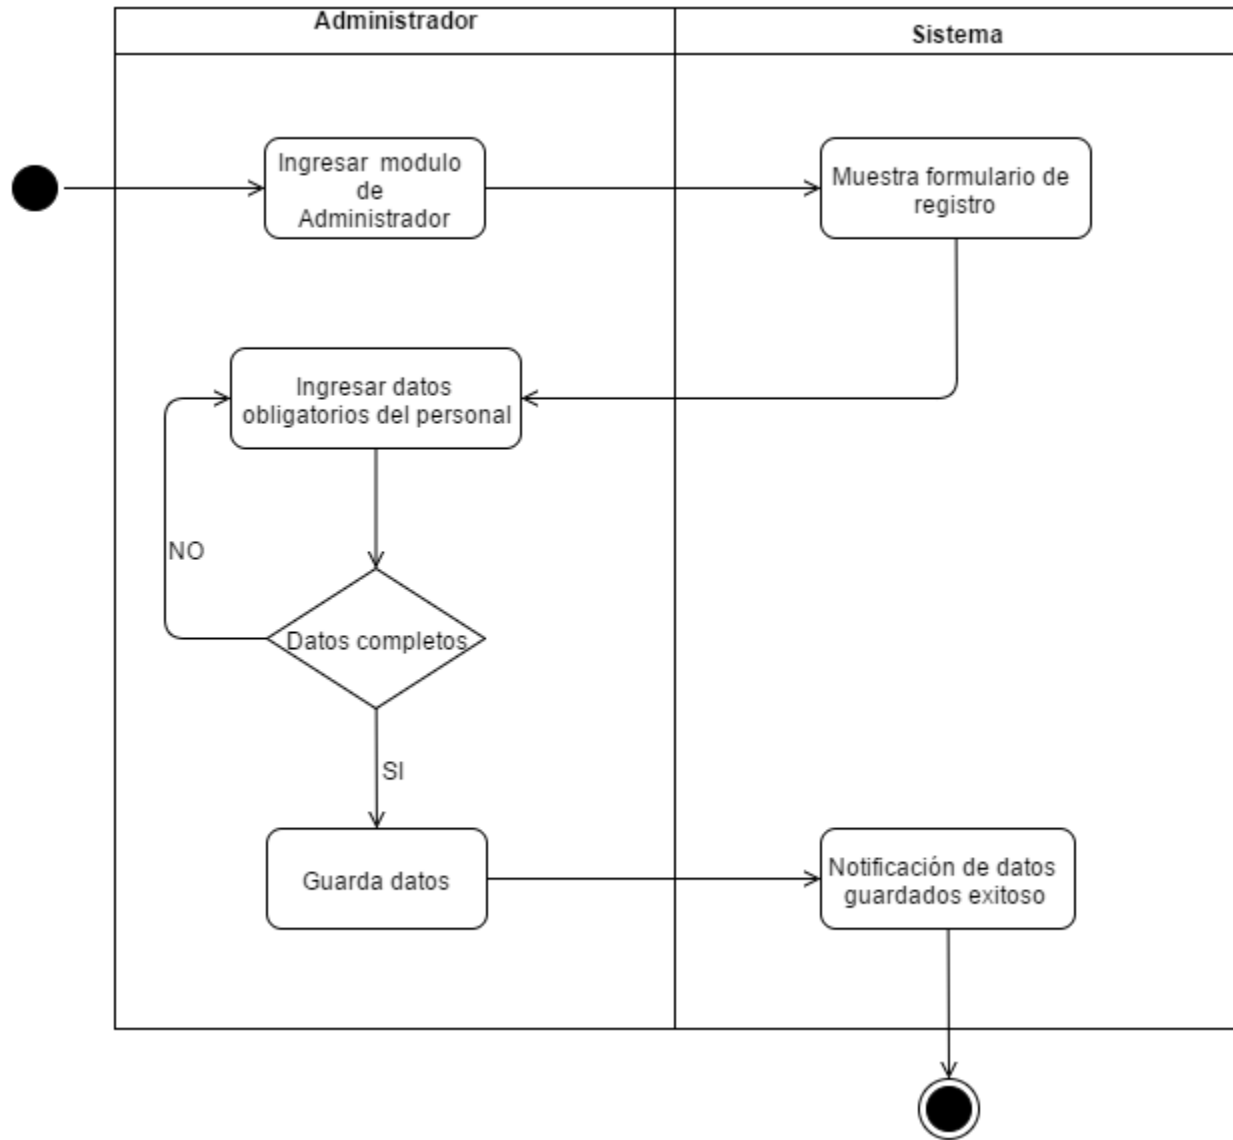 Administrador
Sistema
Ingresar modulo
de
Administrador
Muestra formulario de
registro
Ingresar datos
obligatorios del personal
NO
Datos completos
SI
Guarda datos
Notificación de datos
guardados exitoso